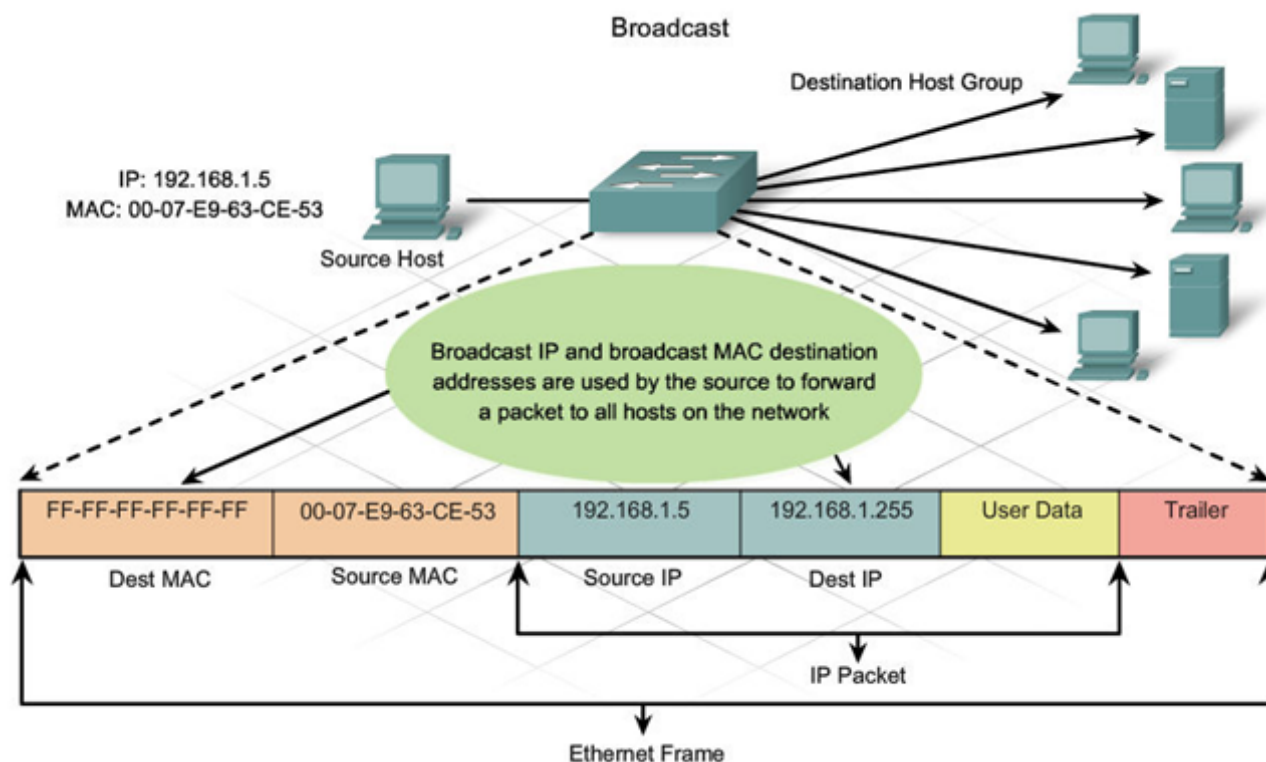 Broadcast
Destination Host Group
IP: 192.168.1.5
MAC: 00-07-E9-63-CE-53
Source Host
Broadcast IP and broadcast MAC destination
addresses are used by the source to forward
a packet to all hosts on the network
FF-FF-FF-FF-FF-FF
00-07-E9-63-CE-53
192.168.1.5
192.168.1.255
User Data
Trailer
Dest MAC
Source MAC
Source IP
Dest IP
IP Packet
Ethernet Frame